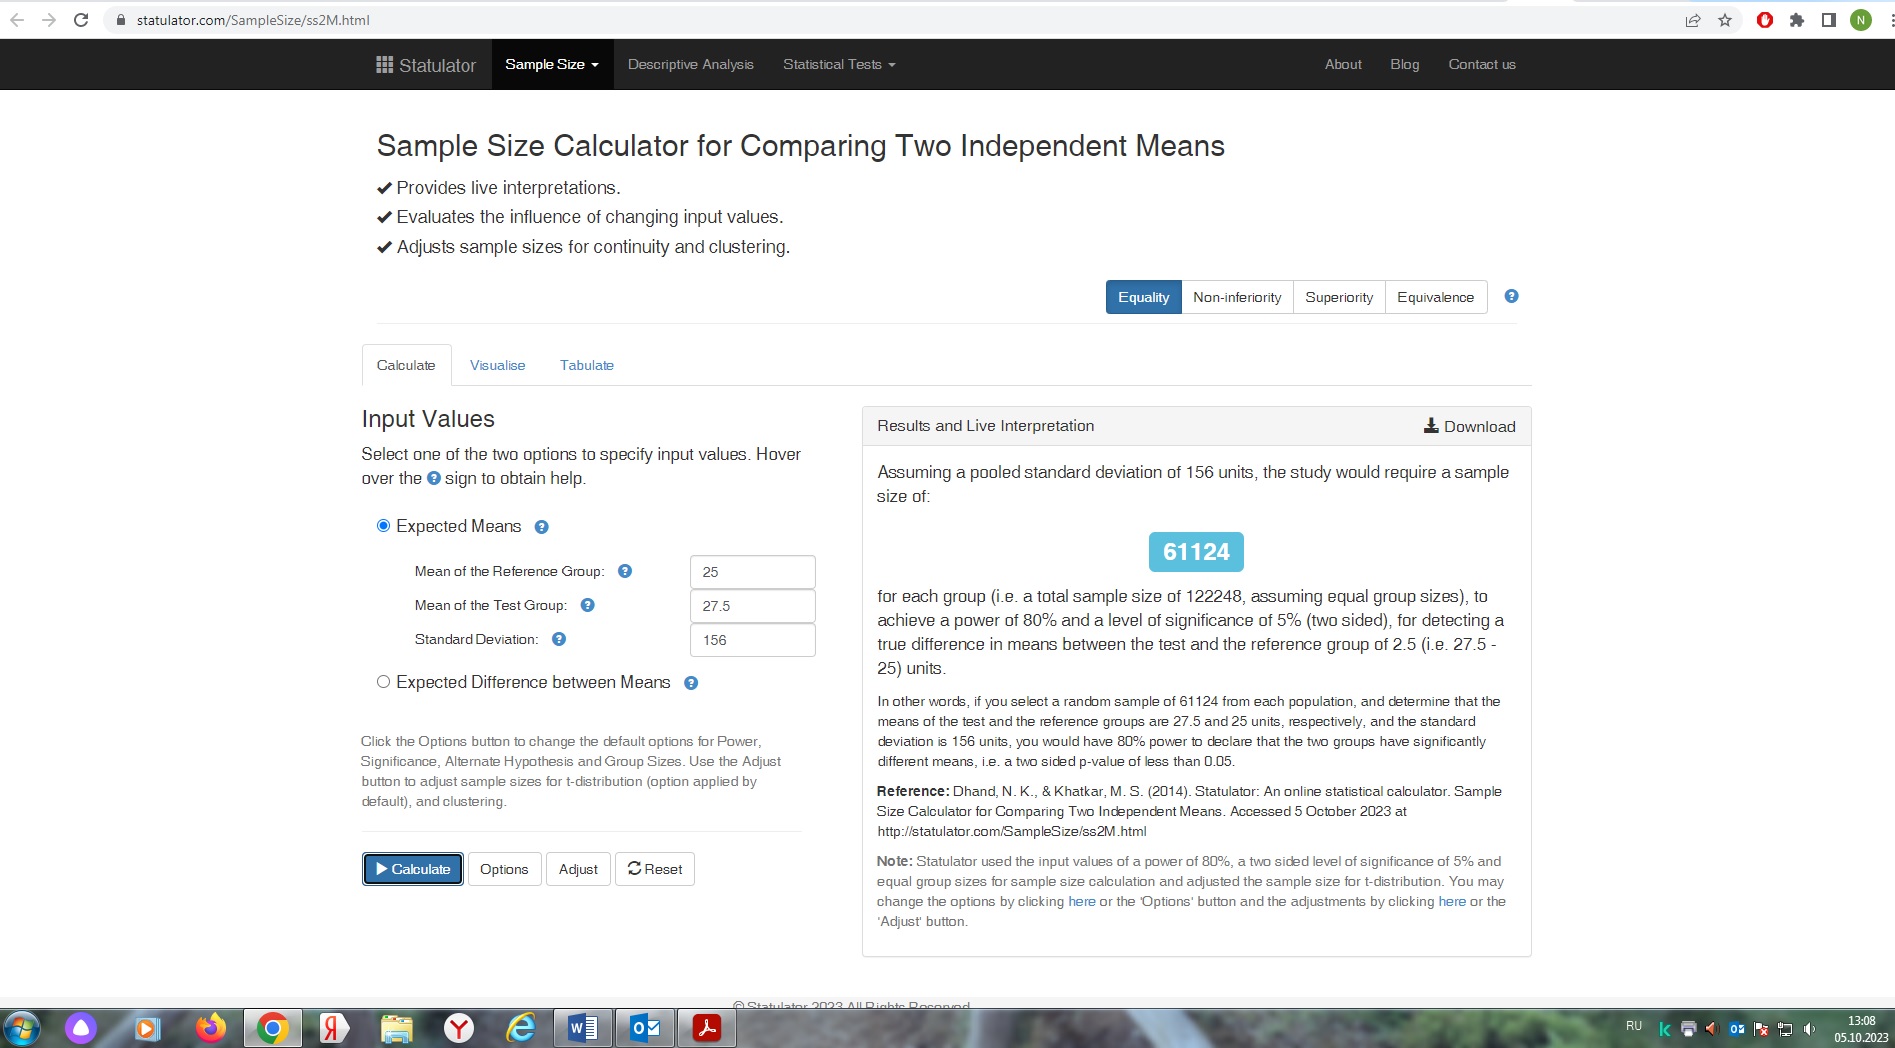 statulator.com/SampleSize/ss2M.html
N
Statulator
Sample Size
Descriptive Analysis
Statistical Tests
About
Blog
Contact us
Sample Size Calculator for Comparing Two Independent Means
Provides live interpretations.
Evaluates the influence of changing input values.
Adjusts sample sizes for continuity and clustering.
Equality
Non-inferiority
Superiority
Equivalence
?
Calculate
Visualise
Tabulate
Input Values
Select one of the two options to specify input values. Hover
over the ? sign to obtain help.
Expected Means ?
Mean of the Reference Group: ? 25
Mean of the Test Group: ? 27.5
Standard Deviation: ? 156
Expected Difference between Means ?
Click the Options button to change the default options for Power,
Significance, Alternate Hypothesis and Group Sizes. Use the Adjust
button to adjust sample sizes for t-distribution (option applied by
default), and clustering.
Calculate
Options
Adjust
Reset
Results and Live Interpretation
Download
Assuming a pooled standard deviation of 156 units, the study would require a sample
size of:
61124
for each group (i.e. a total sample size of 122248, assuming equal group sizes), to
achieve a power of 80% and a level of significance of 5% (two sided), for detecting a
true difference in means between the test and the reference group of 2.5 (i.e. 27.5 -
25) units.
In other words, if you select a random sample of 61124 from each population, and determine that the
means of the test and the reference groups are 27.5 and 25 units, respectively, and the standard
deviation is 156 units, you would have 80% power to declare that the two groups have significantly
different means, i.e. a two sided p-value of less than 0.05.
Reference: Dhand, N. K., & Khatkar, M. S. (2014). Statulator: An online statistical calculator. Sample
Size Calculator for Comparing Two Independent Means. Accessed 5 October 2023 at
http://statulator.com/SampleSize/ss2M.html
Note: Statulator used the input values of a power of 80%, a two sided level of significance of 5% and
equal group sizes for sample size calculation and adjusted the sample size for t-distribution. You may
change the options by clicking here or the 'Options' button and the adjustments by clicking here or the
'Adjust' button.
© Statulator 2023 All Rights Reserved
RU
13:08
05.10.2023